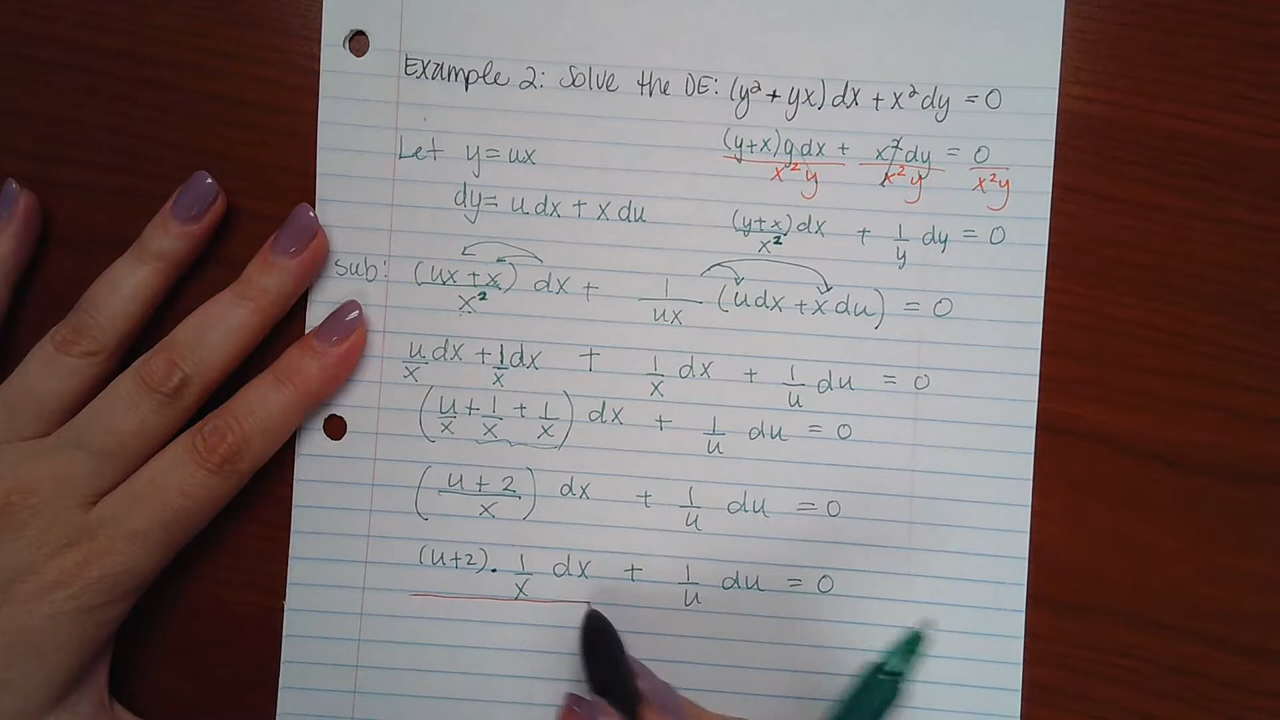 Example 2: Solve the DE: (y² + yx) dx + x² dy = 0
Let y = ux
(y+x)y dx / x²y + x² dy / x²y = 0 / x²y
dy = u dx + x du
(y+x) dx / x² + 1/y dy = 0
Sub: (ux + x) / x² dx + 1/ux (u dx + x du) = 0
u/x dx + 1/x dx + 1/x dx + 1/u du = 0
(u/x + 1/x + 1/x) dx + 1/u du = 0
(u + 2 / x) dx + 1/u du = 0
(u+2) · 1/x dx + 1/u du = 0